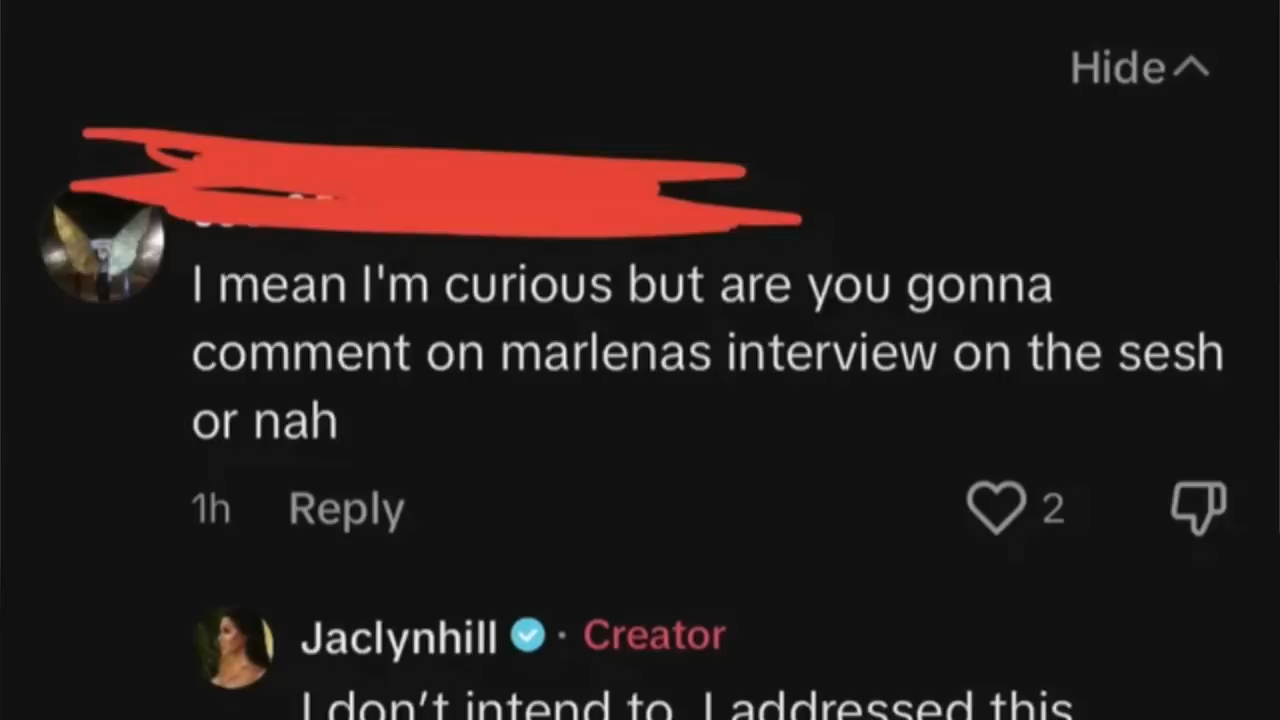 Hide
I mean I'm curious but are you gonna
comment on marlenas interview on the sesh
or nah
1h Reply 2
Jaclynhill · Creator
I don't intend to. I addressed this